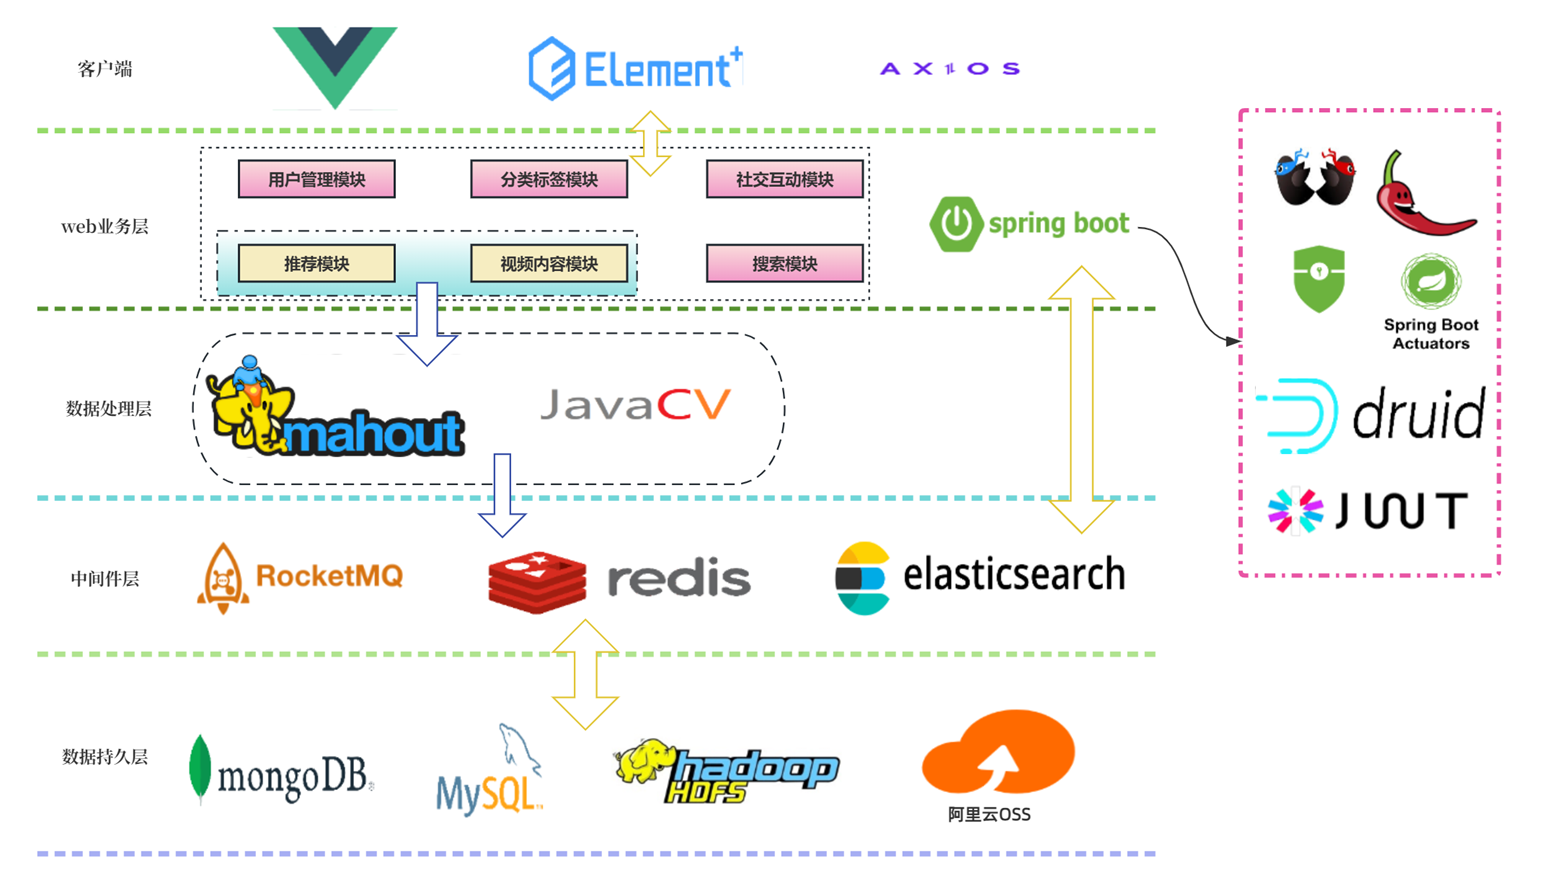 客户端
Element+
AXIOS
web业务层
用户管理模块
分类标签模块
社交互动模块
推荐模块
视频内容模块
搜索模块
spring boot
Spring Boot
Actuators
druid
JWT
数据处理层
mahout
JavaCV
中间件层
RocketMQ
redis
elasticsearch
数据持久层
mongoDB
MySQL
hadoop
HDFS
阿里云OSS